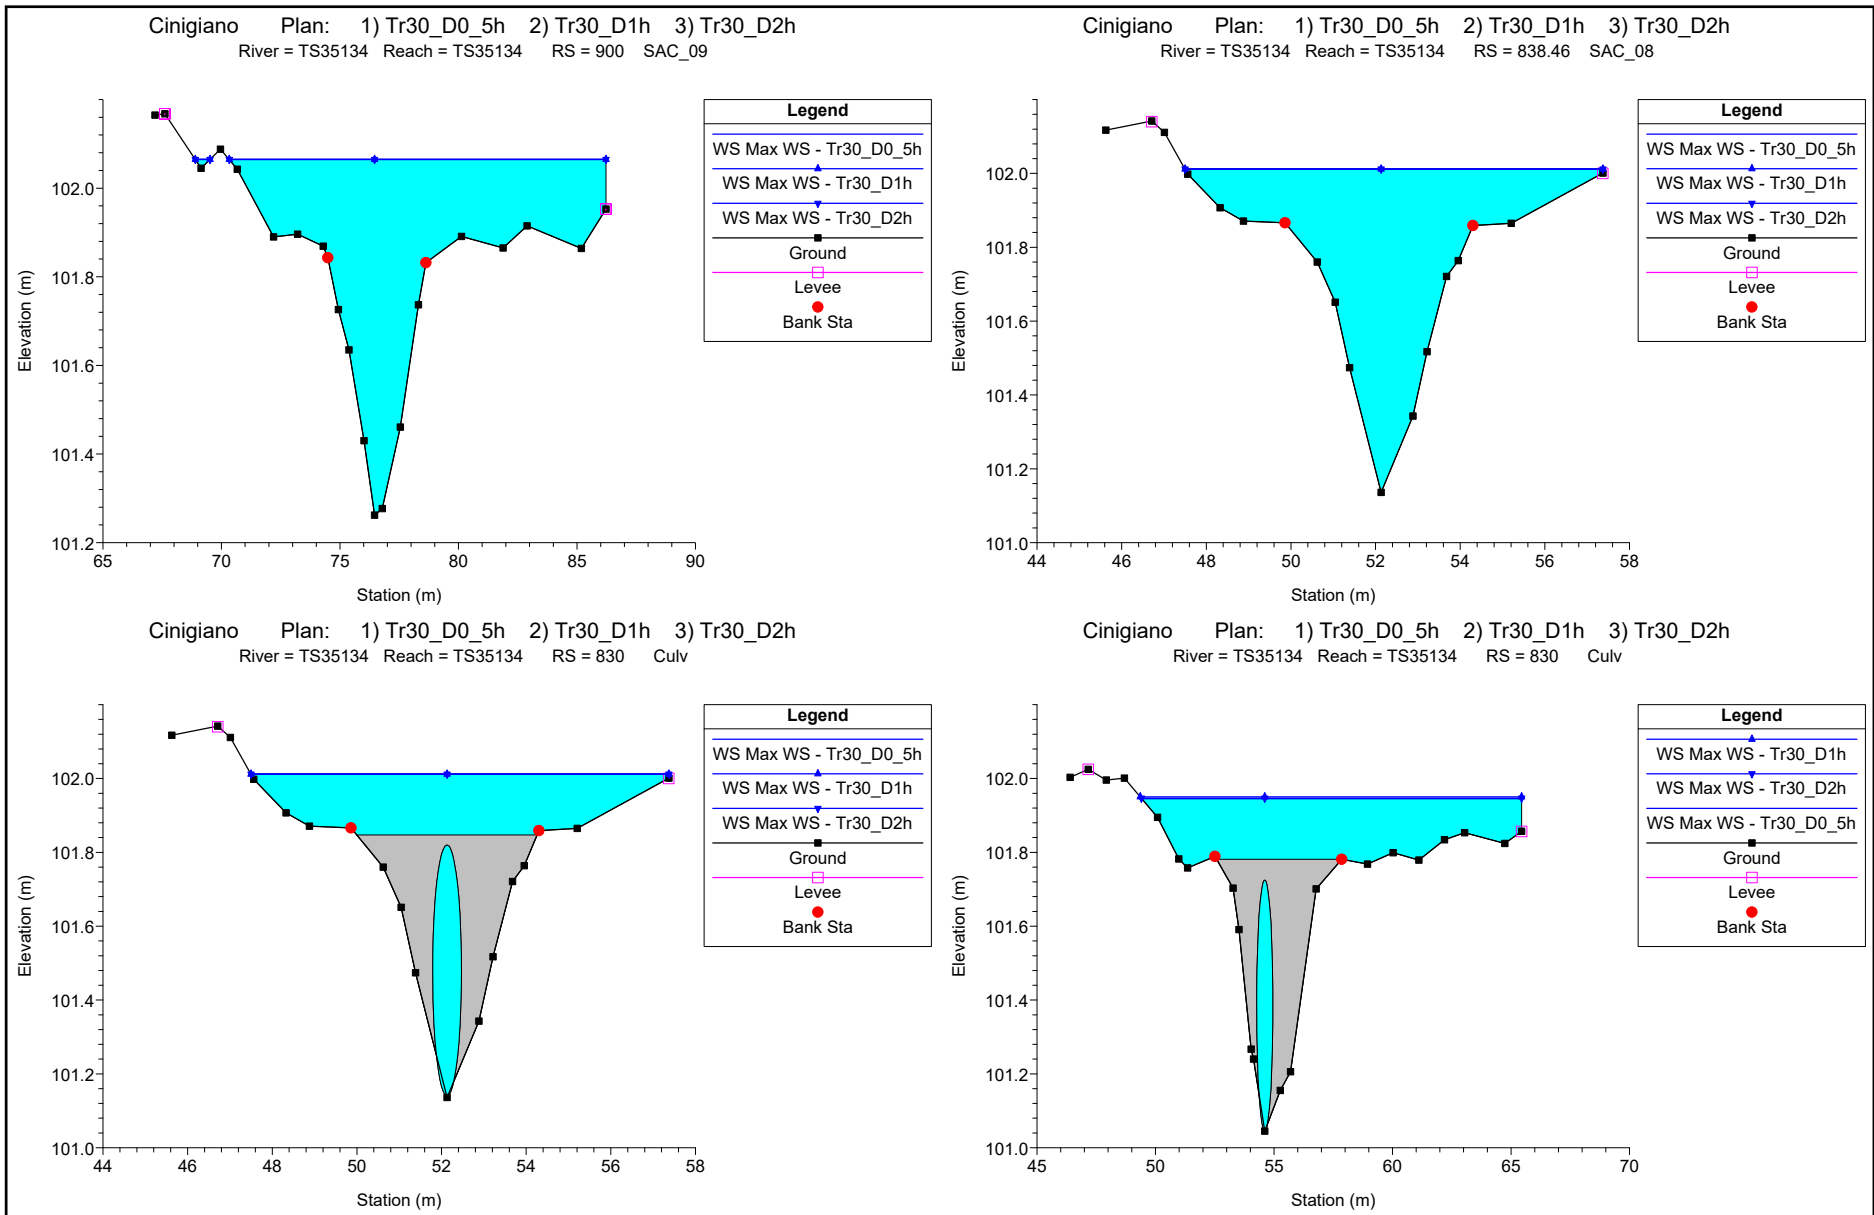 Cinigiano Plan: 1) Tr30_D0_5h 2) Tr30_D1h 3) Tr30_D2h
River = TS35134 Reach = TS35134 RS = 900 SAC_09
Elevation (m)
102.0
101.8
101.6
101.4
101.2
65 70 75 80 85 90
Station (m)
Legend
WS Max WS - Tr30_D0_5h
WS Max WS - Tr30_D1h
WS Max WS - Tr30_D2h
Ground
Levee
Bank Sta
Cinigiano Plan: 1) Tr30_D0_5h 2) Tr30_D1h 3) Tr30_D2h
River = TS35134 Reach = TS35134 RS = 838.46 SAC_08
Elevation (m)
102.0
101.8
101.6
101.4
101.2
101.0
44 46 48 50 52 54 56 58
Station (m)
Legend
WS Max WS - Tr30_D0_5h
WS Max WS - Tr30_D1h
WS Max WS - Tr30_D2h
Ground
Levee
Bank Sta
Cinigiano Plan: 1) Tr30_D0_5h 2) Tr30_D1h 3) Tr30_D2h
River = TS35134 Reach = TS35134 RS = 830 Culv
Elevation (m)
102.0
101.8
101.6
101.4
101.2
101.0
44 46 48 50 52 54 56 58
Station (m)
Legend
WS Max WS - Tr30_D0_5h
WS Max WS - Tr30_D1h
WS Max WS - Tr30_D2h
Ground
Levee
Bank Sta
Cinigiano Plan: 1) Tr30_D0_5h 2) Tr30_D1h 3) Tr30_D2h
River = TS35134 Reach = TS35134 RS = 830 Culv
Elevation (m)
102.0
101.8
101.6
101.4
101.2
101.0
45 50 55 60 65 70
Station (m)
Legend
WS Max WS - Tr30_D1h
WS Max WS - Tr30_D2h
WS Max WS - Tr30_D0_5h
Ground
Levee
Bank Sta